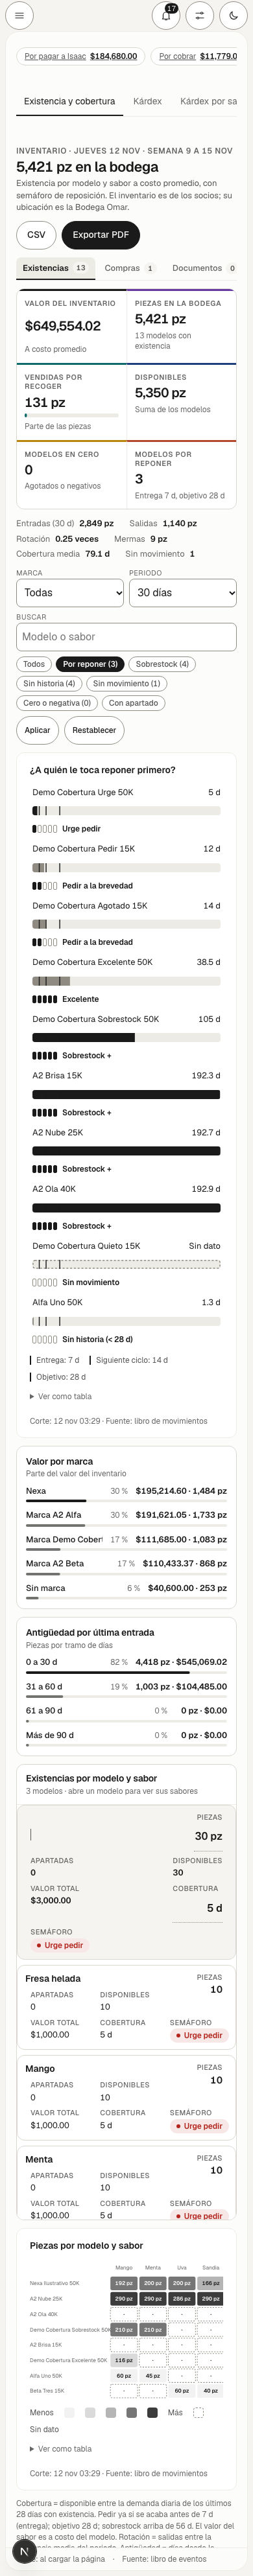 17
Por pagar a Isaac $184,680.00
Por cobrar $11,779.0
Existencia y cobertura Kárdex Kárdex por sa
INVENTARIO · JUEVES 12 NOV · SEMANA 9 A 15 NOV
5,421 pz en la bodega
Existencia por modelo y sabor a costo promedio, con
semáforo de reposición. El inventario es de los socios; su
ubicación es la Bodega Omar.
CSV Exportar PDF
Existencias 13 Compras 1 Documentos 0
VALOR DEL INVENTARIO
$649,554.02
A costo promedio
PIEZAS EN LA BODEGA
5,421 pz
13 modelos con
existencia
VENDIDAS POR
RECOGER
131 pz
Parte de las piezas
DISPONIBLES
5,350 pz
Suma de los modelos
MODELOS EN CERO
0
Agotados o negativos
MODELOS POR
REPONER
3
Entrega 7 d, objetivo 28 d
Entradas (30 d) 2,849 pz Salidas 1,140 pz
Rotación 0.25 veces Mermas 9 pz
Cobertura media 79.1 d Sin movimiento 1
MARCA PERIODO
Todas 30 días
BUSCAR
Modelo o sabor
Todos Por reponer (3) Sobrestock (4)
Sin historia (4) Sin movimiento (1)
Cero o negativa (0) Con apartado
Aplicar Restablecer
¿A quién le toca reponer primero?
Demo Cobertura Urge 50K 5 d
Urge pedir
Demo Cobertura Pedir 15K 12 d
Pedir a la brevedad
Demo Cobertura Agotado 15K 14 d
Pedir a la brevedad
Demo Cobertura Excelente 50K 38.5 d
Excelente
Demo Cobertura Sobrestock 50K 105 d
Sobrestock +
A2 Brisa 15K 192.3 d
Sobrestock +
A2 Nube 25K 192.7 d
Sobrestock +
A2 Ola 40K 192.9 d
Sobrestock +
Demo Cobertura Quieto 15K Sin dato
Sin movimiento
Alfa Uno 50K 1.3 d
Sin historia (< 28 d)
Entrega: 7 d Siguiente ciclo: 14 d
Objetivo: 28 d
Ver como tabla
Corte: 12 nov 03:29 · Fuente: libro de movimientos
Valor por marca
Parte del valor del inventario
Nexa 30 % $195,214.60 · 1,484 pz
Marca A2 Alfa 30 % $191,621.05 · 1,733 pz
Marca Demo Cober 17 % $111,685.00 · 1,083 pz
Marca A2 Beta 17 % $110,433.37 · 868 pz
Sin marca 6 % $40,600.00 · 253 pz
Antigüedad por última entrada
Piezas por tramo de días
0 a 30 d 82 % 4,418 pz · $545,069.02
31 a 60 d 19 % 1,003 pz · $104,485.00
61 a 90 d 0 % 0 pz · $0.00
Más de 90 d 0 % 0 pz · $0.00
Existencias por modelo y sabor
3 modelos · abre un modelo para ver sus sabores
PIEZAS
30 pz
APARTADAS DISPONIBLES
0 30
VALOR TOTAL COBERTURA
$3,000.00
5 d
SEMÁFORO
Urge pedir
Fresa helada PIEZAS
10
APARTADAS DISPONIBLES
0 10
VALOR TOTAL COBERTURA SEMÁFORO
$1,000.00 5 d Urge pedir
Mango PIEZAS
10
APARTADAS DISPONIBLES
0 10
VALOR TOTAL COBERTURA SEMÁFORO
$1,000.00 5 d Urge pedir
Menta PIEZAS
10
APARTADAS DISPONIBLES
0 10
VALOR TOTAL COBERTURA SEMÁFORO
$1,000.00 5 d Urge pedir
Piezas por modelo y sabor
Mango Menta Uva Sandía
Nexa Ilustrativo 50K 192 pz 200 pz 200 pz 168 pz
A2 Nube 25K 290 pz 290 pz 286 pz 290 pz
A2 Ola 40K - - - -
Demo Cobertura Sobrestock 50K 210 pz 210 pz - -
A2 Brisa 15K - - - -
Demo Cobertura Excelente 50K 116 pz - - -
Alfa Uno 50K 60 pz 45 pz - -
Beta Tres 15K - - 60 pz 40 pz
Menos Más
Sin dato
Ver como tabla
Corte: 12 nov 03:29 · Fuente: libro de movimientos
Cobertura = disponible entre la demanda diaria de los últimos
28 días con existencia. Pedir ya si se acaba antes de 7 d
(entrega); objetivo 28 d; sobrestock arriba de 56 d. El valor del
sabor es a costo del modelo. Rotación = salidas entre la
N al cargar la página · Fuente: libro de eventos